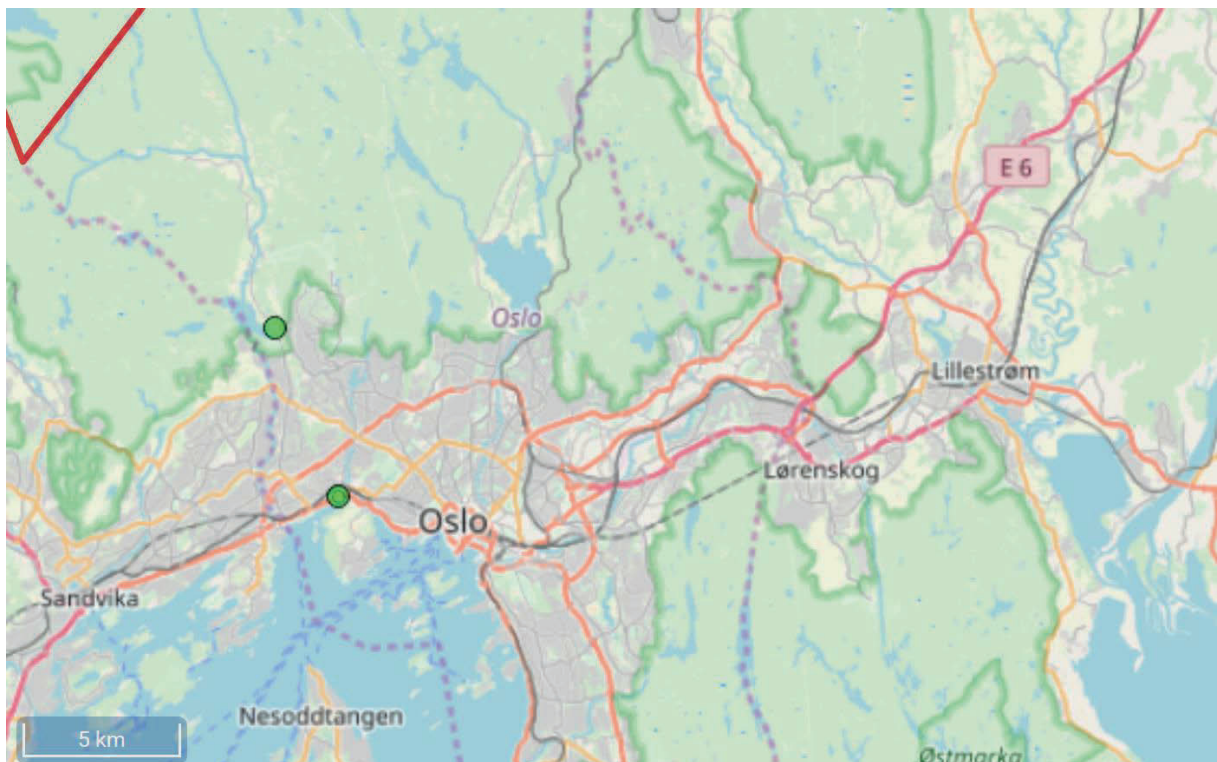 E 6
Oslo
Lillestrøm
Lørenskog
Oslo
Sandvika
Nesoddtangen
5 km
Østmarka